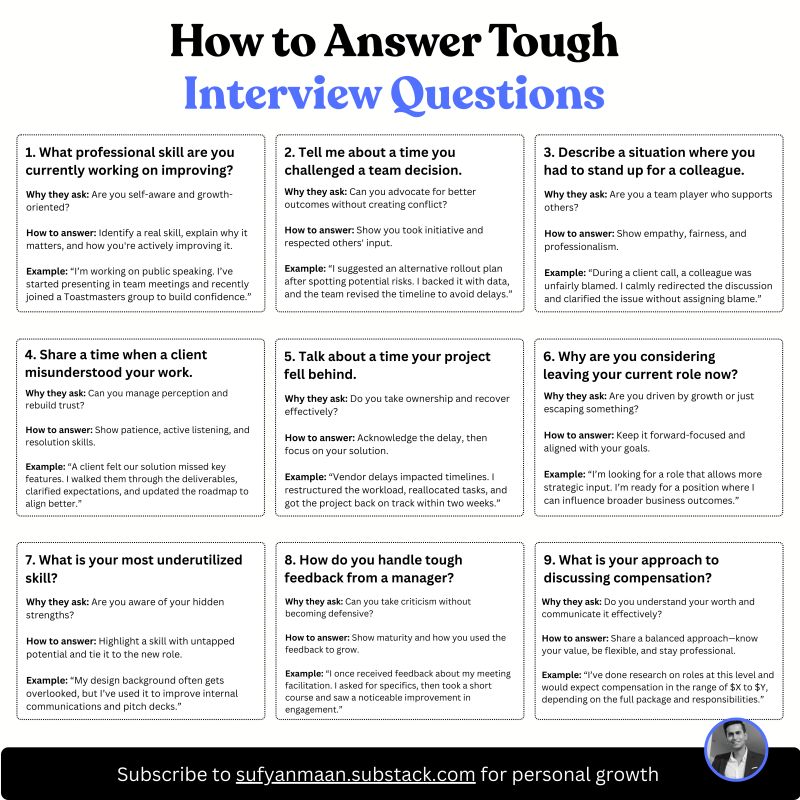 How to Answer Tough
Interview Questions
1. What professional skill are you
currently working on improving?
Why they ask: Are you self-aware and growth-
oriented?
How to answer: Identify a real skill, explain why it
matters, and how you're actively improving it.
Example: “I’m working on public speaking. I’ve
started presenting in team meetings and recently
joined a Toastmasters group to build confidence.”
2. Tell me about a time you
challenged a team decision.
Why they ask: Can you advocate for better
outcomes without creating conflict?
How to answer: Show you took initiative and
respected others' input.
Example: “I suggested an alternative rollout plan
after spotting potential risks. I backed it with data,
and the team revised the timeline to avoid delays.”
3. Describe a situation where you
had to stand up for a colleague.
Why they ask: Are you a team player who supports
others?
How to answer: Show empathy, fairness, and
professionalism.
Example: “During a client call, a colleague was
unfairly blamed. I calmly redirected the discussion
and clarified the issue without assigning blame.”
4. Share a time when a client
misunderstood your work.
Why they ask: Can you manage perception and
rebuild trust?
How to answer: Show patience, active listening, and
resolution skills.
Example: “A client felt our solution missed key
features. I walked them through the deliverables,
clarified expectations, and updated the roadmap to
align better.”
5. Talk about a time your project
fell behind.
Why they ask: Do you take ownership and recover
effectively?
How to answer: Acknowledge the delay, then
focus on your solution.
Example: “Vendor delays impacted timelines. I
restructured the workload, reallocated tasks, and
got the project back on track within two weeks.”
6. Why are you considering
leaving your current role now?
Why they ask: Are you driven by growth or just
escaping something?
How to answer: Keep it forward-focused and
aligned with your goals.
Example: “I’m looking for a role that allows more
strategic input. I’m ready for a position where I
can influence broader business outcomes.”
7. What is your most underutilized
skill?
Why they ask: Are you aware of your hidden
strengths?
How to answer: Highlight a skill with untapped
potential and tie it to the new role.
Example: “My design background often gets
overlooked, but I’ve used it to improve internal
communications and pitch decks.”
8. How do you handle tough
feedback from a manager?
Why they ask: Can you take criticism without
becoming defensive?
How to answer: Show maturity and how you used the
feedback to grow.
Example: “I once received feedback about my meeting
facilitation. I asked for specifics, then took a short
course and saw a noticeable improvement in
engagement.”
9. What is your approach to
discussing compensation?
Why they ask: Do you understand your worth and
communicate it effectively?
How to answer: Share a balanced approach—know
your value, be flexible, and stay professional.
Example: “I’ve done research on roles at this level and
would expect compensation in the range of $X to $Y,
depending on the full package and responsibilities.”
Subscribe to sufyanmaan.substack.com for personal growth